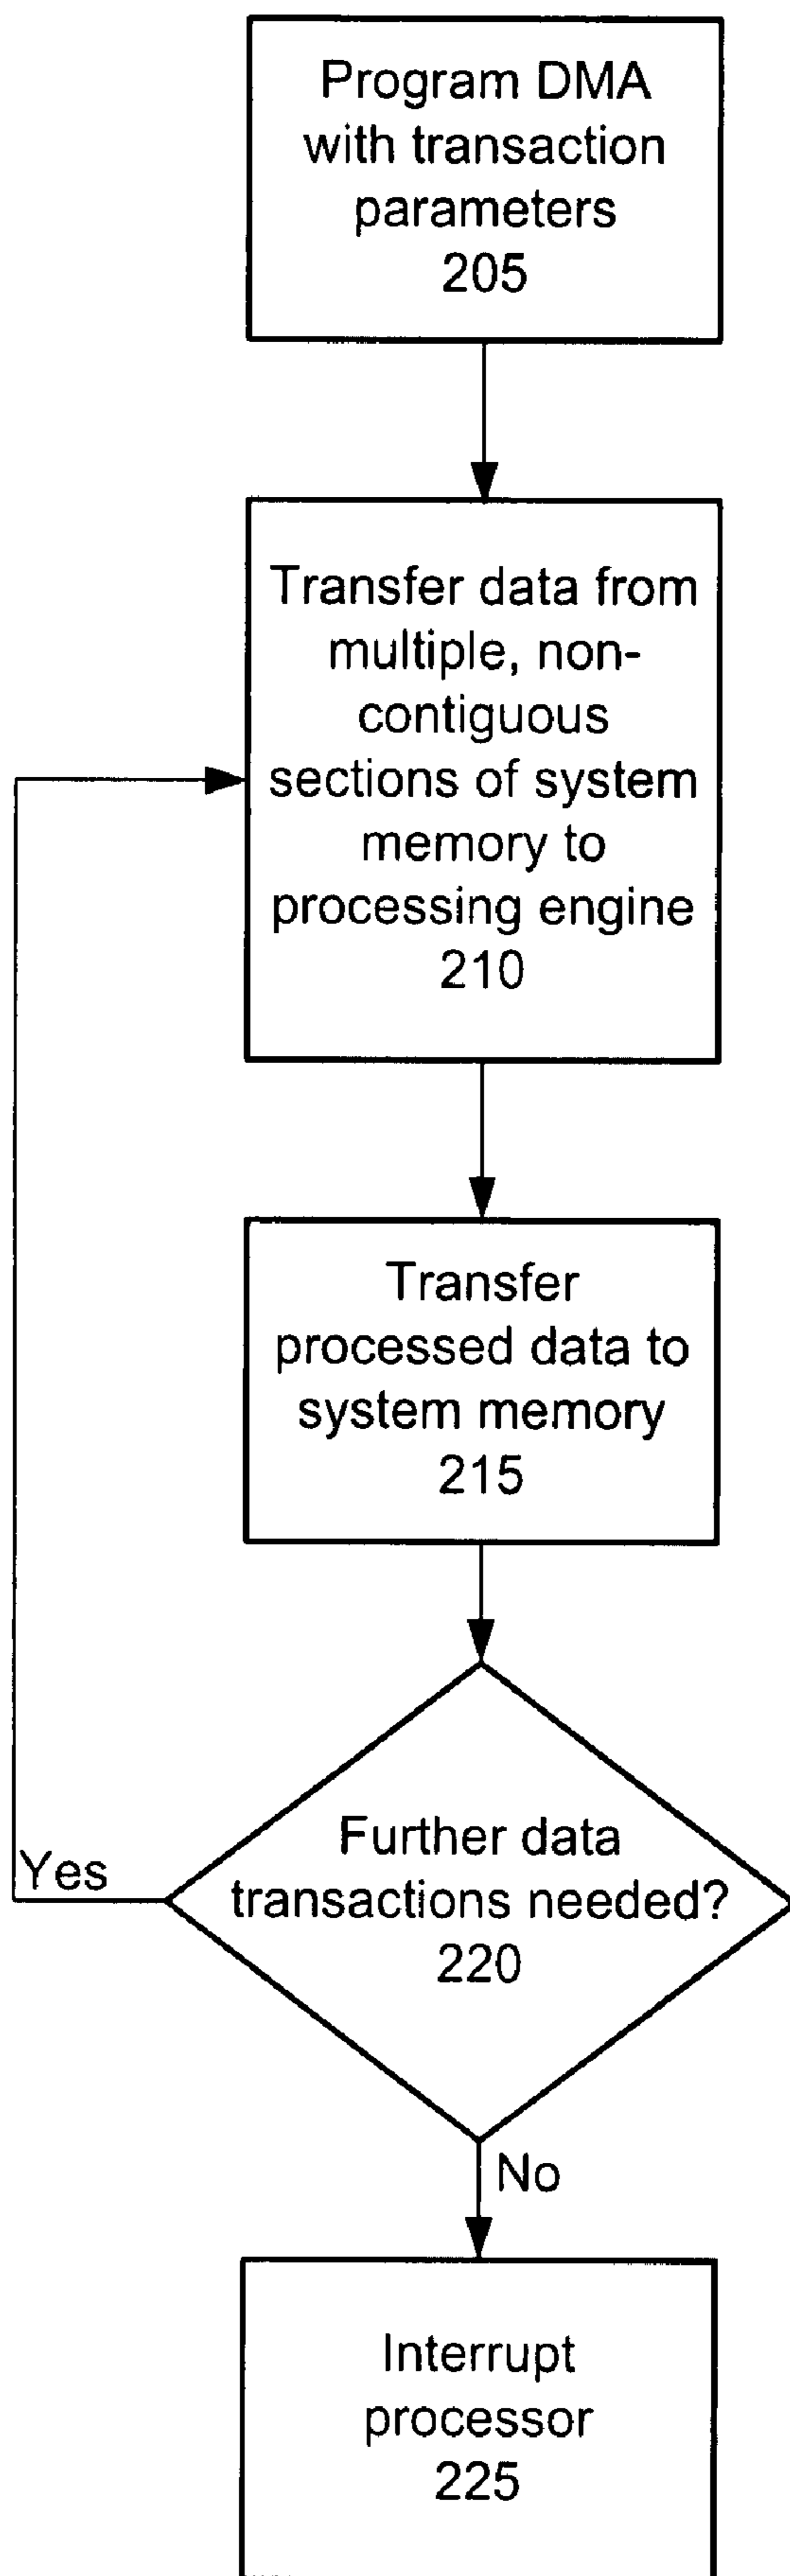 Program DMA
with transaction
parameters
205
Transfer data from
multiple, non-
contiguous
sections of system
memory to
processing engine
210
Transfer
processed data to
system memory
215
Further data
transactions needed?
220
Yes
No
Interrupt
processor
225